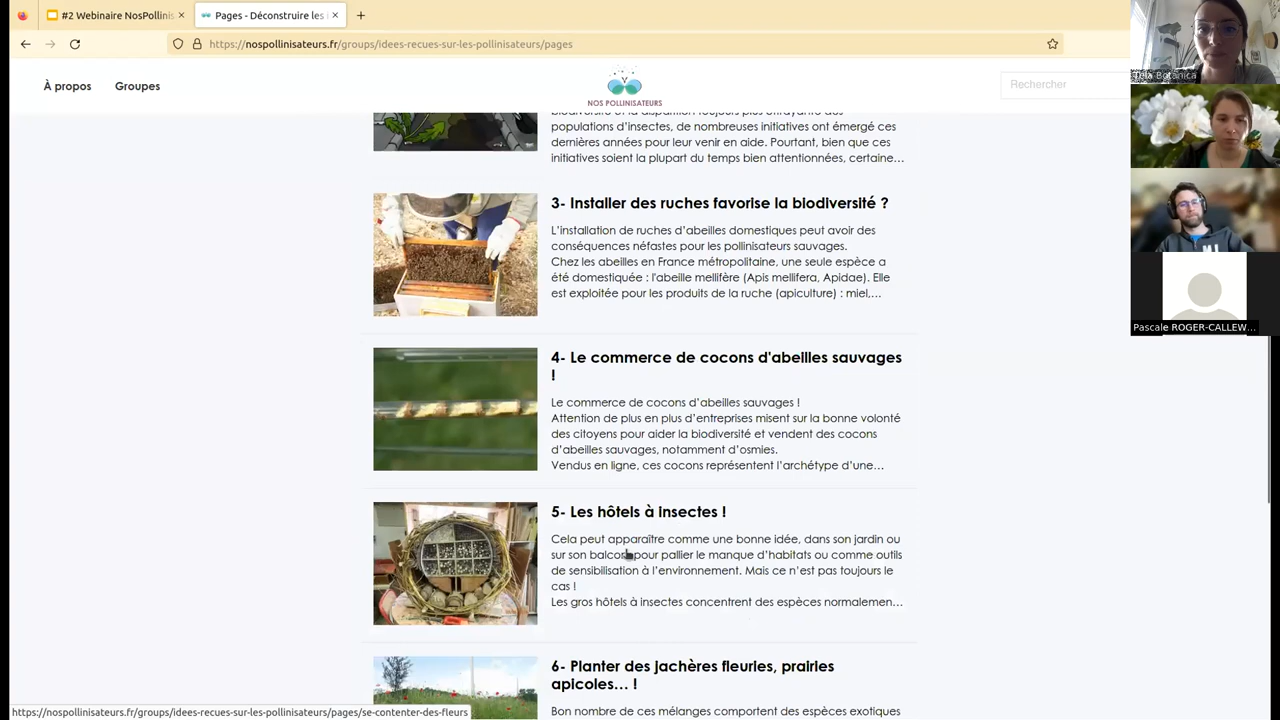 #2 Webinaire NosPollinis
Pages - Déconstruire les
https://nospollinisateurs.fr/groups/idees-recues-sur-les-pollinisateurs/pages
À propos
Groupes
NOS POLLINISATEURS
Rechercher
Tela Botanica
Pascale ROGER-CALLEW...
populations d'insectes, de nombreuses initiatives ont émergé ces
dernières années pour leur venir en aide. Pourtant, bien que ces
initiatives soient la plupart du temps bien attentionnées, certaine...
3- Installer des ruches favorise la biodiversité ?
L'installation de ruches d'abeilles domestiques peut avoir des
conséquences néfastes pour les pollinisateurs sauvages.
Chez les abeilles en France métropolitaine, une seule espèce a
été domestiquée : l'abeille mellifère (Apis mellifera, Apidae). Elle
est exploitée pour les produits de la ruche (apiculture) : miel,...
4- Le commerce de cocons d'abeilles sauvages
!
Le commerce de cocons d'abeilles sauvages !
Attention de plus en plus d'entreprises misent sur la bonne volonté
des citoyens pour aider la biodiversité et vendent des cocons
d'abeilles sauvages, notamment d'osmies.
Vendus en ligne, ces cocons représentent l'archétype d'une...
5- Les hôtels à insectes !
Cela peut apparaître comme une bonne idée, dans son jardin ou
sur son balcon pour pallier le manque d'habitats ou comme outils
de sensibilisation à l'environnement. Mais ce n'est pas toujours le
cas !
Les gros hôtels à insectes concentrent des espèces normalemen...
6- Planter des jachères fleuries, prairies
apicoles... !
Bon nombre de ces mélanges comportent des espèces exotiques
https://nospollinisateurs.fr/groups/idees-recues-sur-les-pollinisateurs/pages/se-contenter-des-fleurs